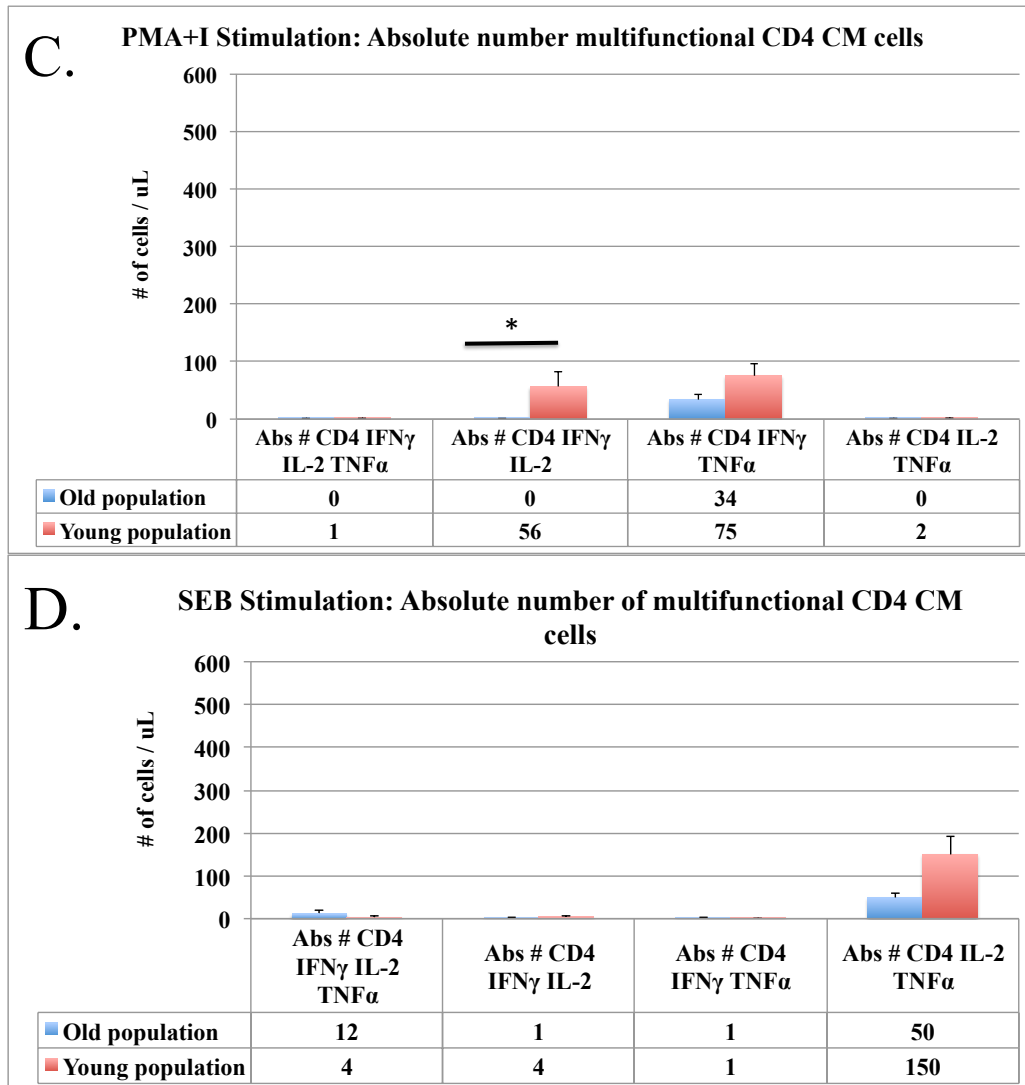 C.
PMA+I Stimulation: Absolute number multifunctional CD4 CM cells
# of cells / uL
600
500
400
300
200
100
0
*
Abs # CD4 IFNγ
IL-2 TNFα
Abs # CD4 IFNγ
IL-2
Abs # CD4 IFNγ
TNFα
Abs # CD4 IL-2
TNFα
Old population 0 0 34 0
Young population 1 56 75 2
D.
SEB Stimulation: Absolute number of multifunctional CD4 CM
cells
# of cells / uL
600
500
400
300
200
100
0
Abs # CD4
IFNγ IL-2
TNFα
Abs # CD4
IFNγ IL-2
Abs # CD4
IFNγ TNFα
Abs # CD4 IL-2
TNFα
Old population 12 1 1 50
Young population 4 4 1 150